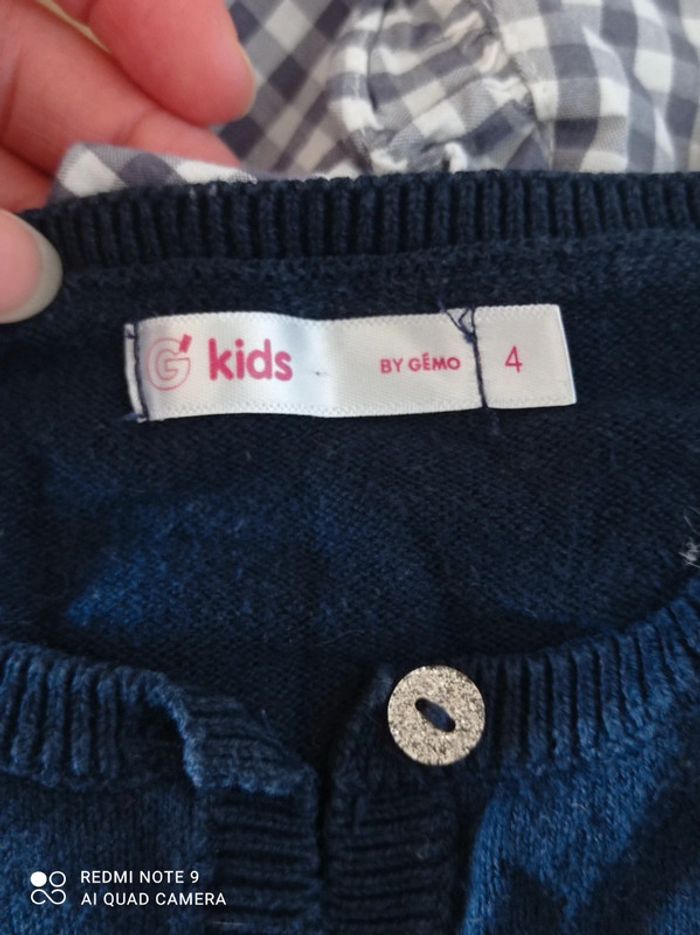 G' kids BY GÉMO 4
REDMI NOTE 9
AI QUAD CAMERA